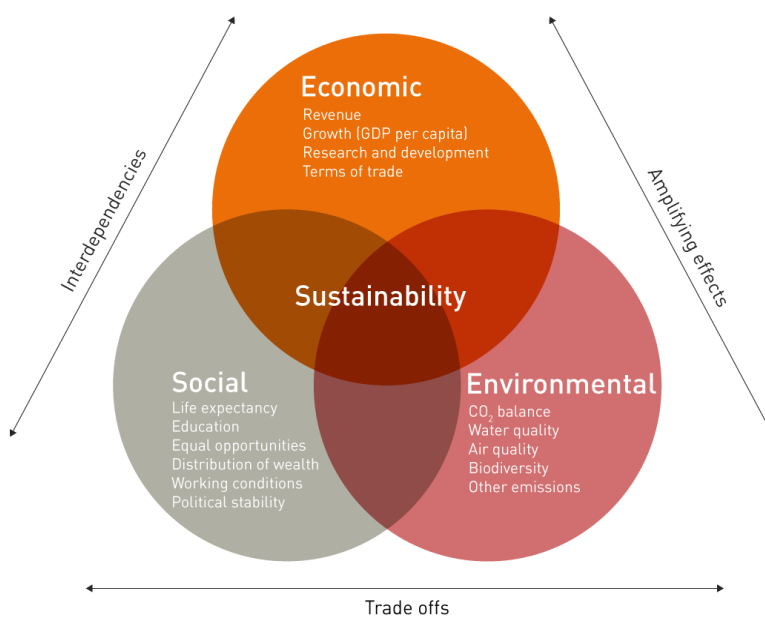 Economic
Revenue
Growth (GDP per capita)
Research and development
Terms of trade
Interdependencies
Amplifying effects
Sustainability
Social
Life expectancy
Education
Equal opportunities
Distribution of wealth
Working conditions
Political stability
Environmental
CO₂ balance
Water quality
Air quality
Biodiversity
Other emissions
Trade offs